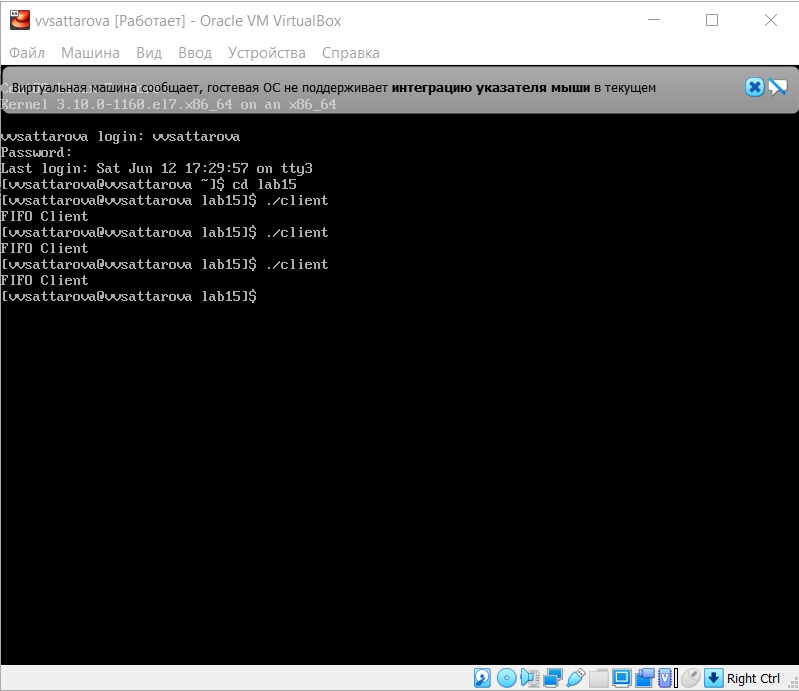 vvsattarova [Работает] - Oracle VM VirtualBox
Файл Машина Вид Ввод Устройства Справка
Виртуальная машина сообщает, гостевая ОС не поддерживает интеграцию указателя мыши в текущем
Kernel 3.10.0-1160.el7.x86_64 on an x86_64
vvsattarova login: vvsattarova
Password:
Last login: Sat Jun 12 17:29:57 on tty3
[vvsattarova@vvsattarova ~]$ cd lab15
[vvsattarova@vvsattarova lab15]$ ./client
FIFO Client
[vvsattarova@vvsattarova lab15]$ ./client
FIFO Client
[vvsattarova@vvsattarova lab15]$ ./client
FIFO Client
[vvsattarova@vvsattarova lab15]$
Right Ctrl